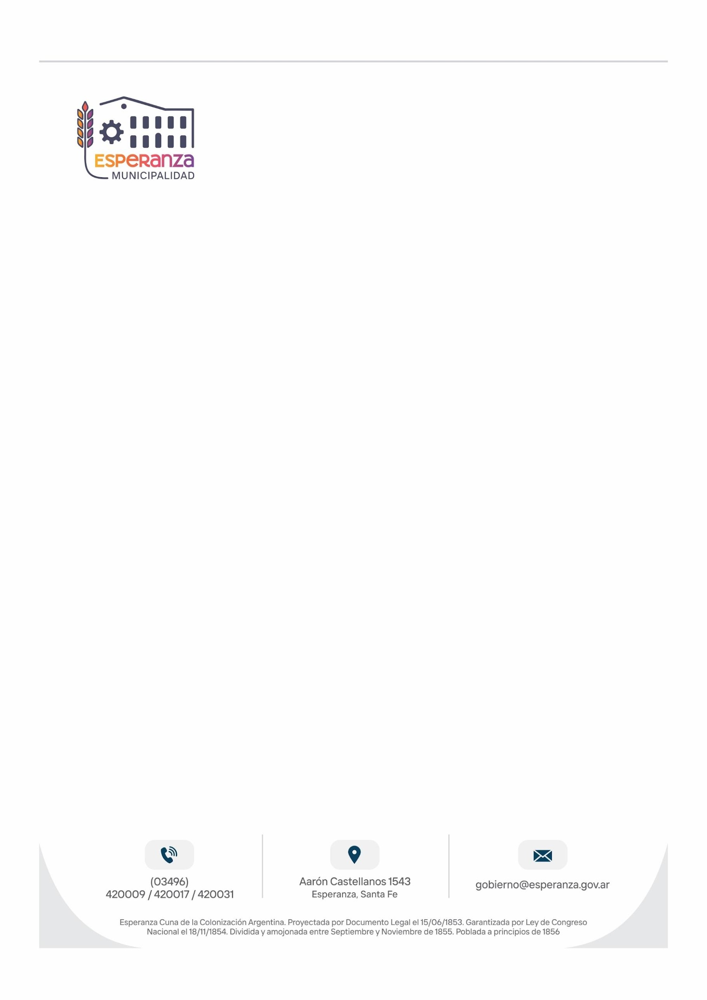 ESPERANZA
MUNICIPALIDAD
(03496)
420009 / 420017 / 420031
Aarón Castellanos 1543
Esperanza, Santa Fe
gobierno@esperanza.gov.ar
Esperanza Cuna de la Colonización Argentina. Proyectada por Documento Legal el 15/06/1853. Garantizada por Ley de Congreso
Nacional el 18/11/1854. Dividida y amojonada entre Septiembre y Noviembre de 1855. Poblada a principios de 1856